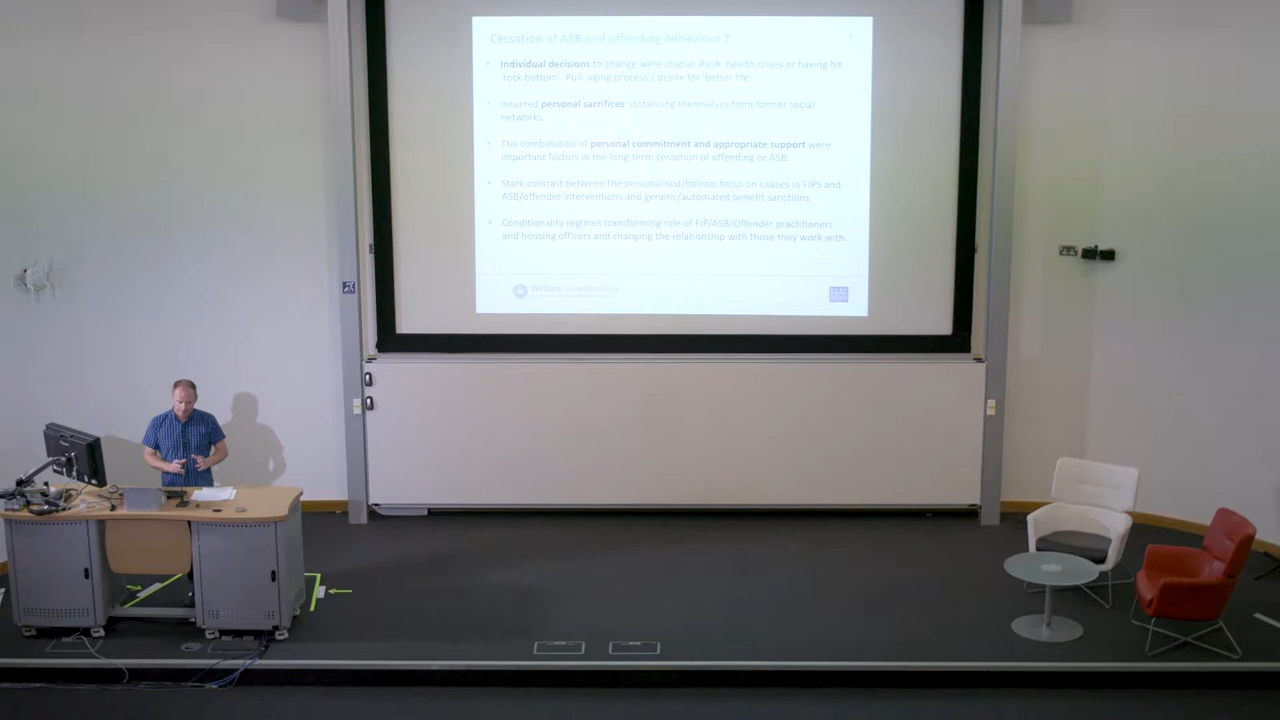 Cessation of ASB and offending behaviour 2
• Individual decisions to change were crucial. Push: health crises or having hit
'rock bottom'. Pull: aging process / desire for 'better life'.
• Incurred personal sacrifices: distancing themselves from former social
networks.
• The combination of personal commitment and appropriate support were
important factors in the long-term cessation of offending or ASB.
• Stark contrast between the personalised/holistic focus on causes in FIPS and
ASB/offender interventions and generic/automated benefit sanctions
• Conditionality regimes transforming role of FIP/ASB/Offender practitioners
and housing officers and changing the relationship with those they work with.
Welfare Conditionality